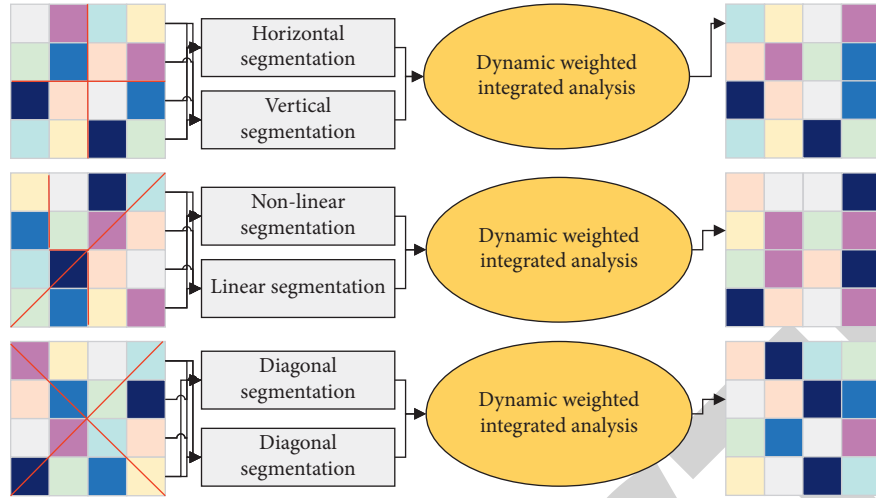 Horizontal
segmentation
Vertical
segmentation
Dynamic weighted
integrated analysis
Non-linear
segmentation
Linear segmentation
Dynamic weighted
integrated analysis
Diagonal
segmentation
Diagonal
segmentation
Dynamic weighted
integrated analysis